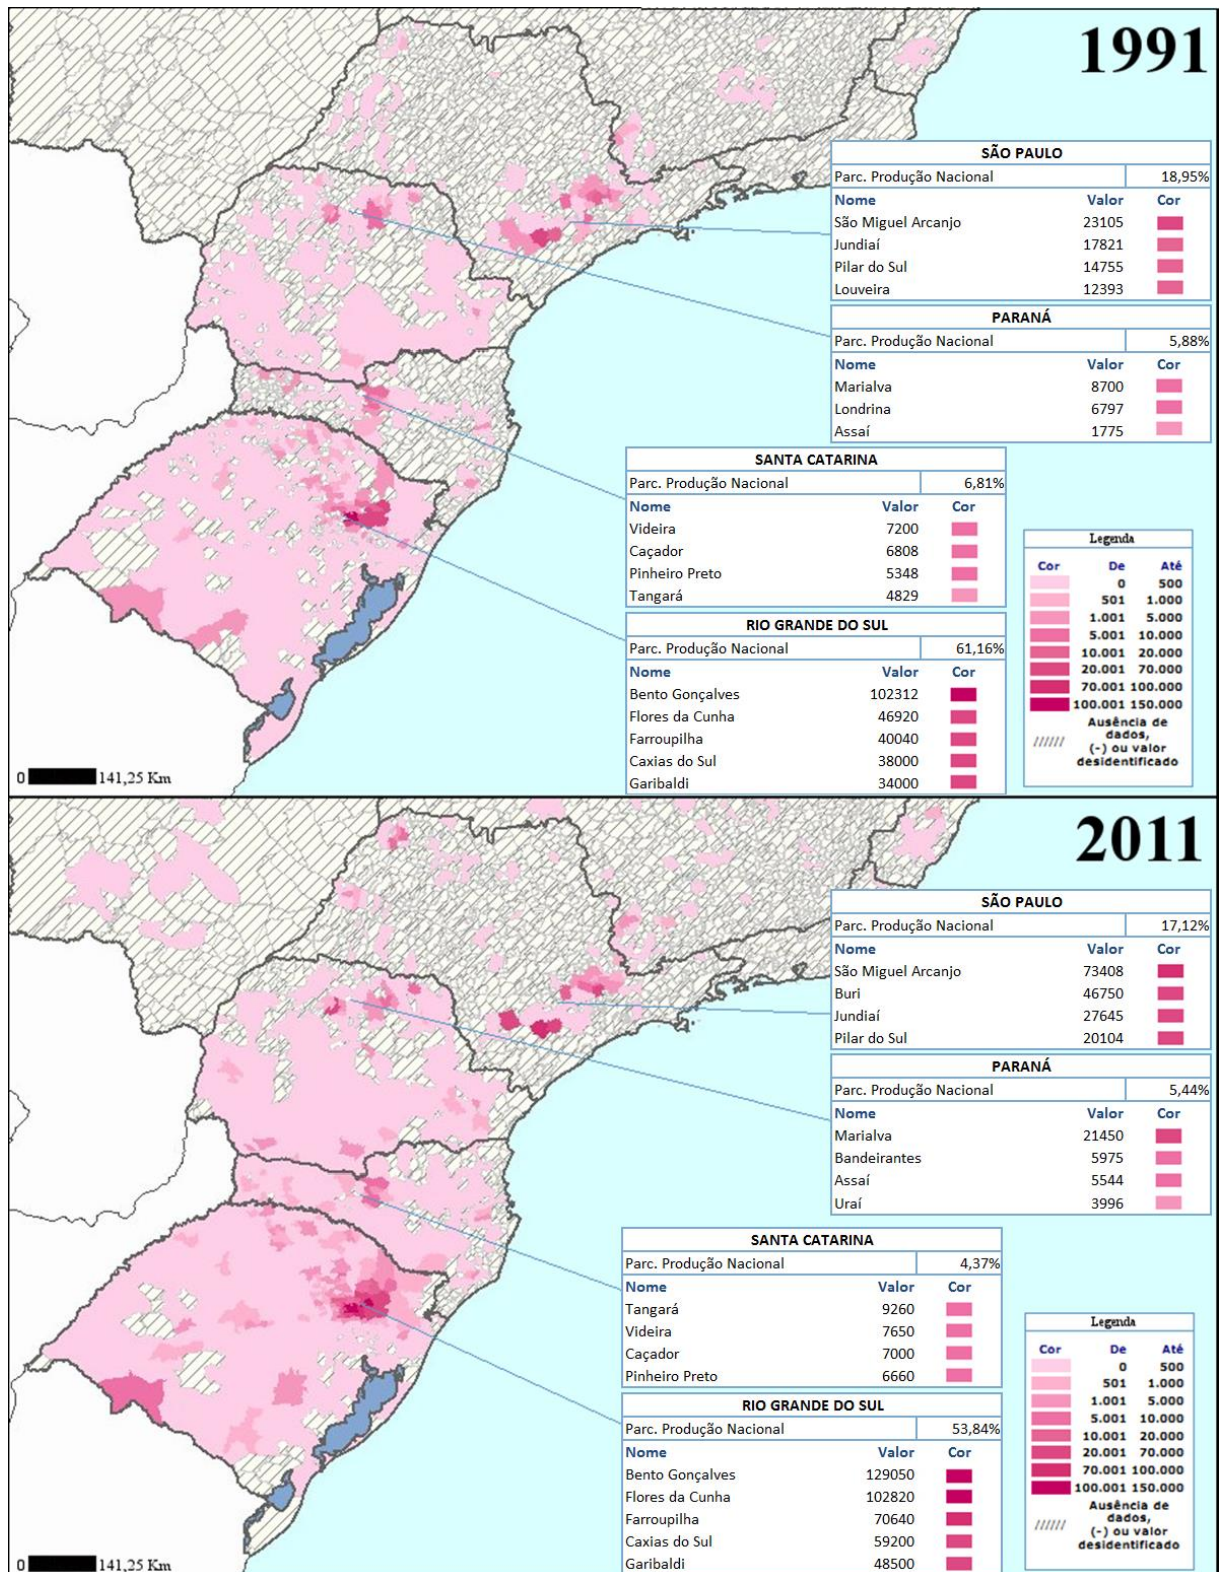 1991
SÃO PAULO
Parc. Produção Nacional 18,95%
Nome Valor Cor
São Miguel Arcanjo 23105
Jundiaí 17821
Pilar do Sul 14755
Louveira 12393
PARANÁ
Parc. Produção Nacional 5,88%
Nome Valor Cor
Marialva 8700
Londrina 6797
Assaí 1775
SANTA CATARINA
Parc. Produção Nacional 6,81%
Nome Valor Cor
Videira 7200
Caçador 6808
Pinheiro Preto 5348
Tangará 4829
RIO GRANDE DO SUL
Parc. Produção Nacional 61,16%
Nome Valor Cor
Bento Gonçalves 102312
Flores da Cunha 46920
Farroupilha 40040
Caxias do Sul 38000
Garibaldi 34000
Legenda
Cor De Até
0 500
501 1.000
1.001 5.000
5.001 10.000
10.001 20.000
20.001 70.000
70.001 100.000
100.001 150.000
Ausência de
dados,
(-) ou valor
desidentificado
0 141,25 Km
2011
SÃO PAULO
Parc. Produção Nacional 17,12%
Nome Valor Cor
São Miguel Arcanjo 73408
Buri 46750
Jundiaí 27645
Pilar do Sul 20104
PARANÁ
Parc. Produção Nacional 5,44%
Nome Valor Cor
Marialva 21450
Bandeirantes 5975
Assaí 5544
Uraí 3996
SANTA CATARINA
Parc. Produção Nacional 4,37%
Nome Valor Cor
Tangará 9260
Videira 7650
Caçador 7000
Pinheiro Preto 6660
RIO GRANDE DO SUL
Parc. Produção Nacional 53,84%
Nome Valor Cor
Bento Gonçalves 129050
Flores da Cunha 102820
Farroupilha 70640
Caxias do Sul 59200
Garibaldi 48500
Legenda
Cor De Até
0 500
501 1.000
1.001 5.000
5.001 10.000
10.001 20.000
20.001 70.000
70.001 100.000
100.001 150.000
Ausência de
dados,
(-) ou valor
desidentificado
0 141,25 Km